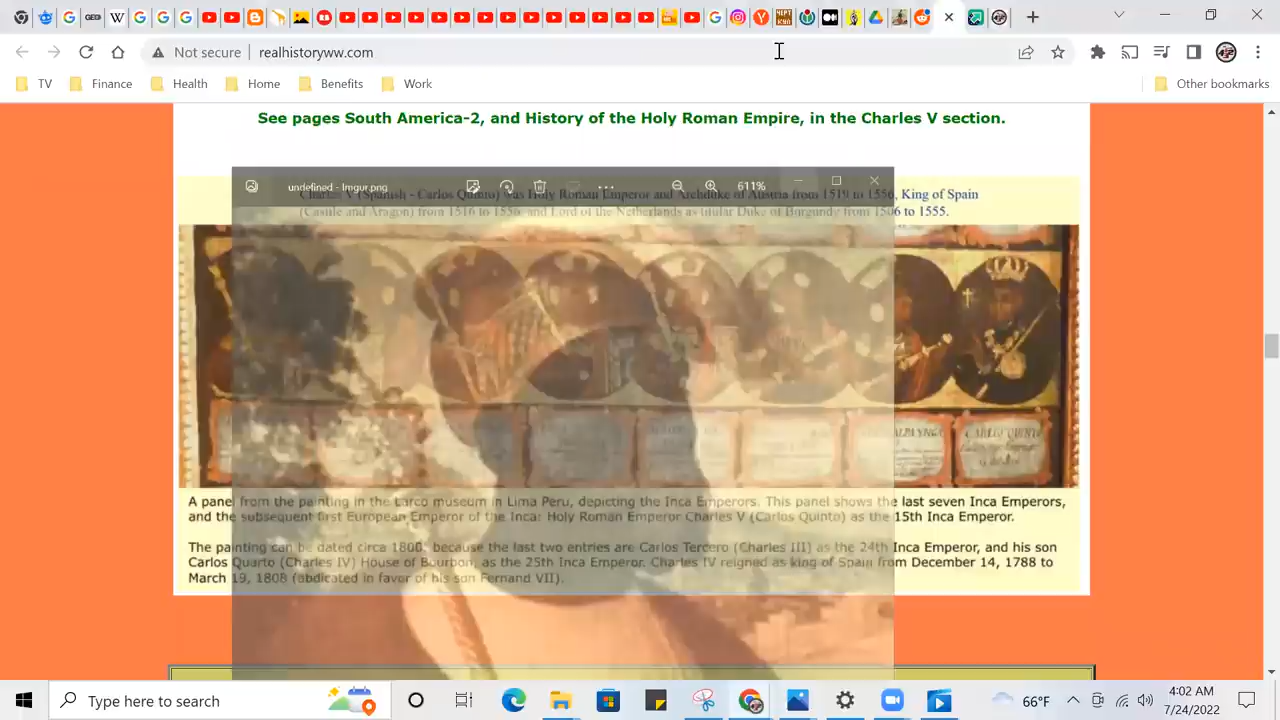 Not secure | realhistoryww.com
TV Finance Health Home Benefits Work Other bookmarks
See pages South America-2, and History of the Holy Roman Empire, in the Charles V section.
undefined - Imgur.png 611%
Charles V (Spanish - Carlos Quinto) was Holy Roman Emperor and Archduke of Austria from 1519 to 1556, King of Spain
(Castile and Aragon) from 1516 to 1556, and Lord of the Netherlands as titular Duke of Burgundy from 1506 to 1555.
CARLOS QUINTO
A panel from the painting in the Larco museum in Lima Peru, depicting the Inca Emperors. This panel shows the last seven Inca Emperors,
and the subsequent first European Emperor of the Inca: Holy Roman Emperor Charles V (Carlos Quinto) as the 15th Inca Emperor.
The painting can be dated circa 1800, because the last two entries are Carlos Tercero (Charles III) as the 24th Inca Emperor, and his son
Carlos Quarto (Charles IV) House of Bourbon, as the 25th Inca Emperor. Charles IV reigned as king of Spain from December 14, 1788 to
March 19, 1808 (abdicated in favor of his son Fernand VII).
Type here to search
66°F
4:02 AM
7/24/2022